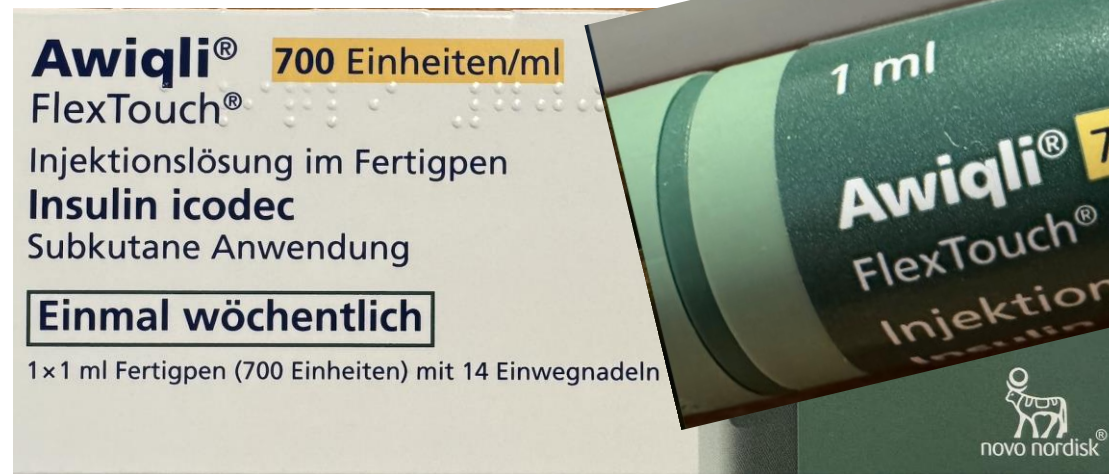 Awiqli® 700 Einheiten/ml
FlexTouch®
Injektionslösung im Fertigpen
Insulin icodec
Subkutane Anwendung
Einmal wöchentlich
1×1 ml Fertigpen (700 Einheiten) mit 14 Einwegnadeln
1 ml
Awiqli® 7
FlexTouch®
Injektion
novo nordisk®